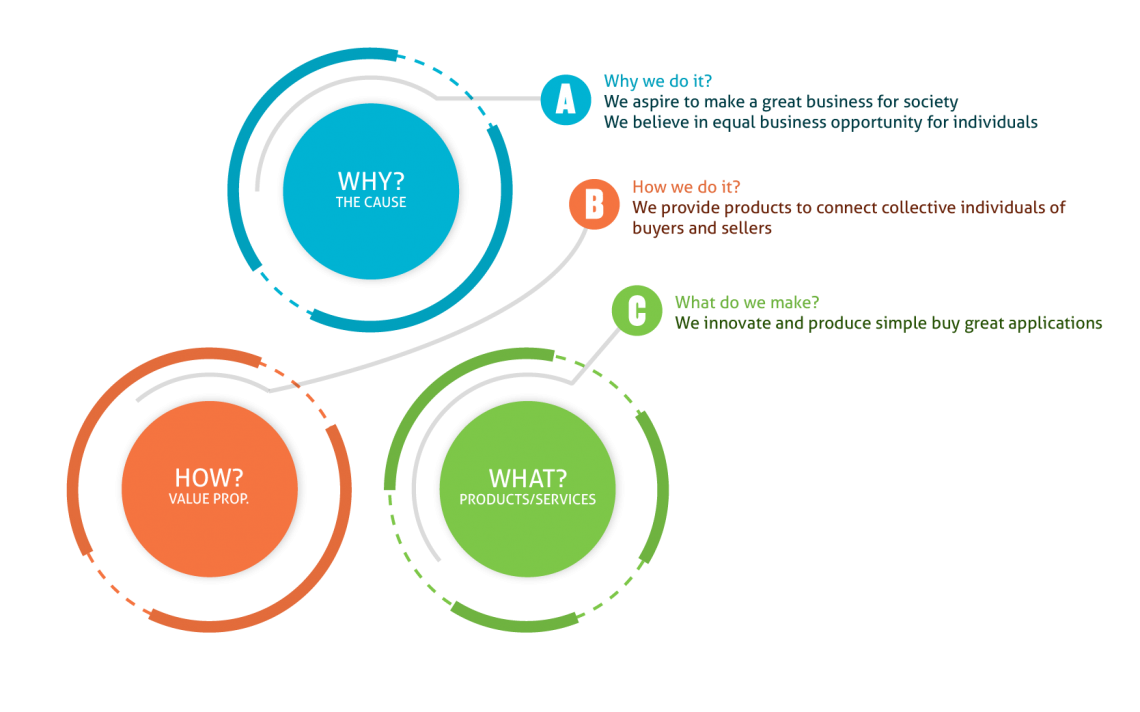 A
Why we do it?
We aspire to make a great business for society
We believe in equal business opportunity for individuals
WHY?
THE CAUSE
B
How we do it?
We provide products to connect collective individuals of
buyers and sellers
C
What do we make?
We innovate and produce simple buy great applications
HOW?
VALUE PROP.
WHAT?
PRODUCTS/SERVICES